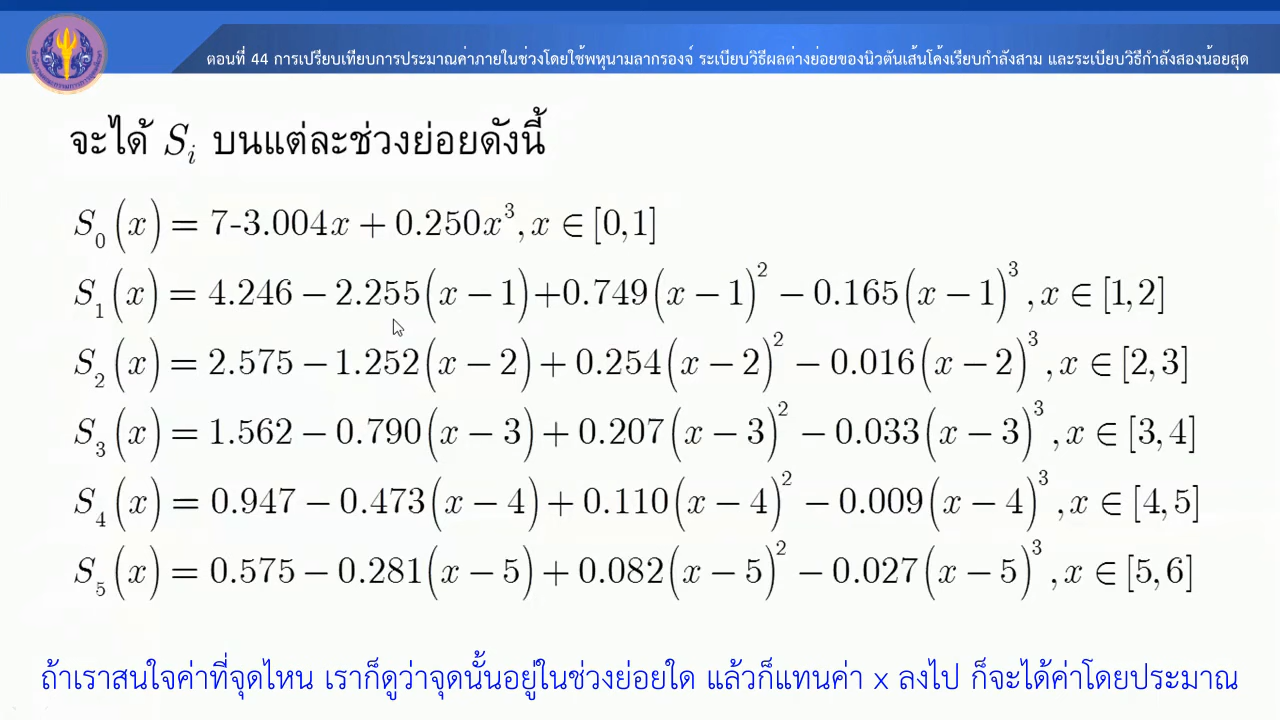 ตอนที่ 44 การเปรียบเทียบการประมาณค่าภายในช่วงโดยใช้พหุนามลากรองจ์ ระเบียบวิธีผลต่างย่อยของนิวตันเส้นโค้งเรียบกำลังสาม และระเบียบวิธีกำลังสองน้อยสุด
จะได้ Sᵢ บนแต่ละช่วงย่อยดังนี้
S₀(x) = 7-3.004x + 0.250x³, x ∈ [0,1]
S₁(x) = 4.246 − 2.255(x − 1)+0.749(x − 1)² − 0.165(x − 1)³, x ∈ [1,2]
S₂(x) = 2.575 − 1.252(x − 2) + 0.254(x − 2)² − 0.016(x − 2)³, x ∈ [2,3]
S₃(x) = 1.562 − 0.790(x − 3) + 0.207(x − 3)² − 0.033(x − 3)³, x ∈ [3,4]
S₄(x) = 0.947 − 0.473(x − 4) + 0.110(x − 4)² − 0.009(x − 4)³, x ∈ [4,5]
S₅(x) = 0.575 − 0.281(x − 5) + 0.082(x − 5)² − 0.027(x − 5)³, x ∈ [5,6]
ถ้าเราสนใจค่าที่จุดไหน เราก็ดูว่าจุดนั้นอยู่ในช่วงย่อยใด แล้วก็แทนค่า x ลงไป ก็จะได้ค่าโดยประมาณ